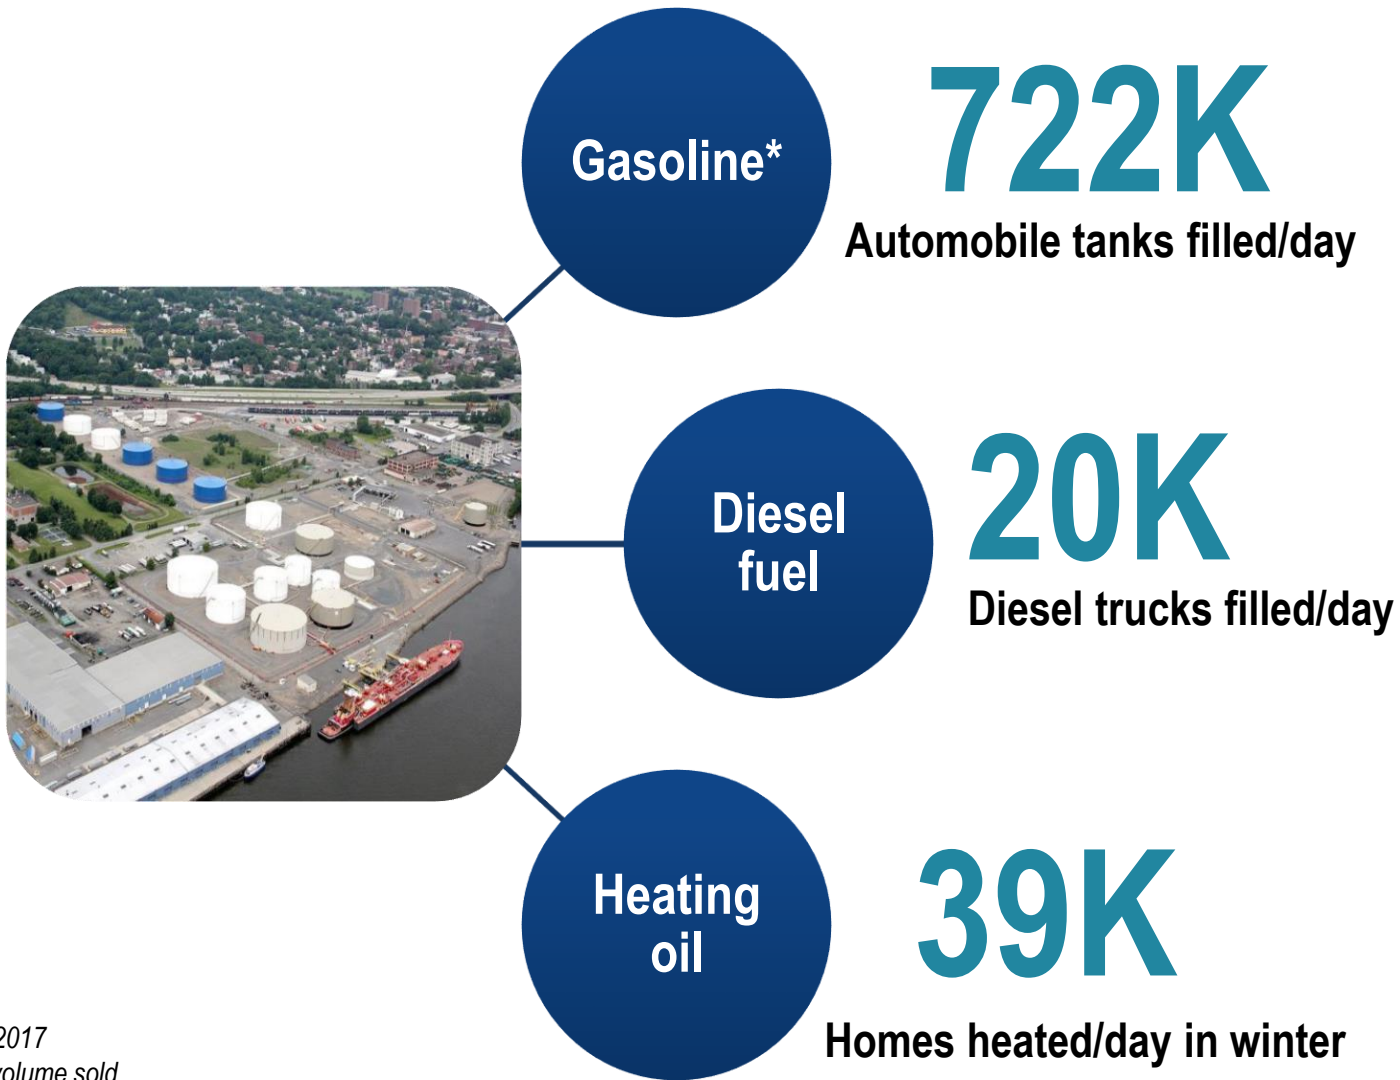 Gasoline*
722K
Automobile tanks filled/day
Diesel
fuel
20K
Diesel trucks filled/day
Heating
oil
39K
Homes heated/day in winter
2017
volume sold